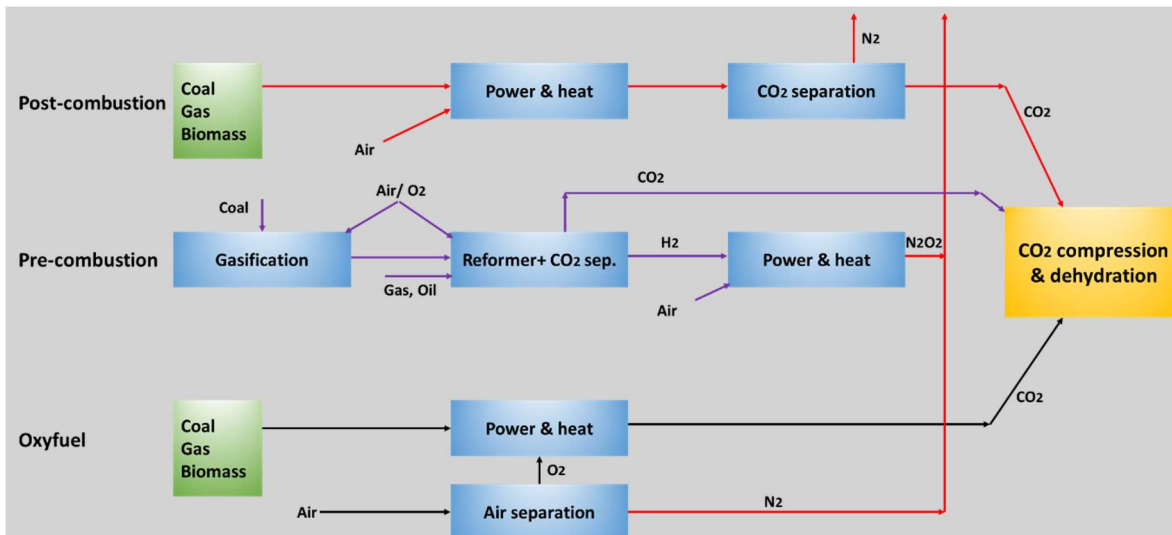 N2
Post-combustion
Coal
Gas
Biomass
Power & heat
CO2 separation
CO2
Air
Coal
Air/ O2
CO2
Pre-combustion
Gasification
Reformer+ CO2 sep.
H2
Power & heat
N2O2
CO2 compression
& dehydration
Gas, Oil
Air
Oxyfuel
Coal
Gas
Biomass
Power & heat
CO2
O2
Air
Air separation
N2